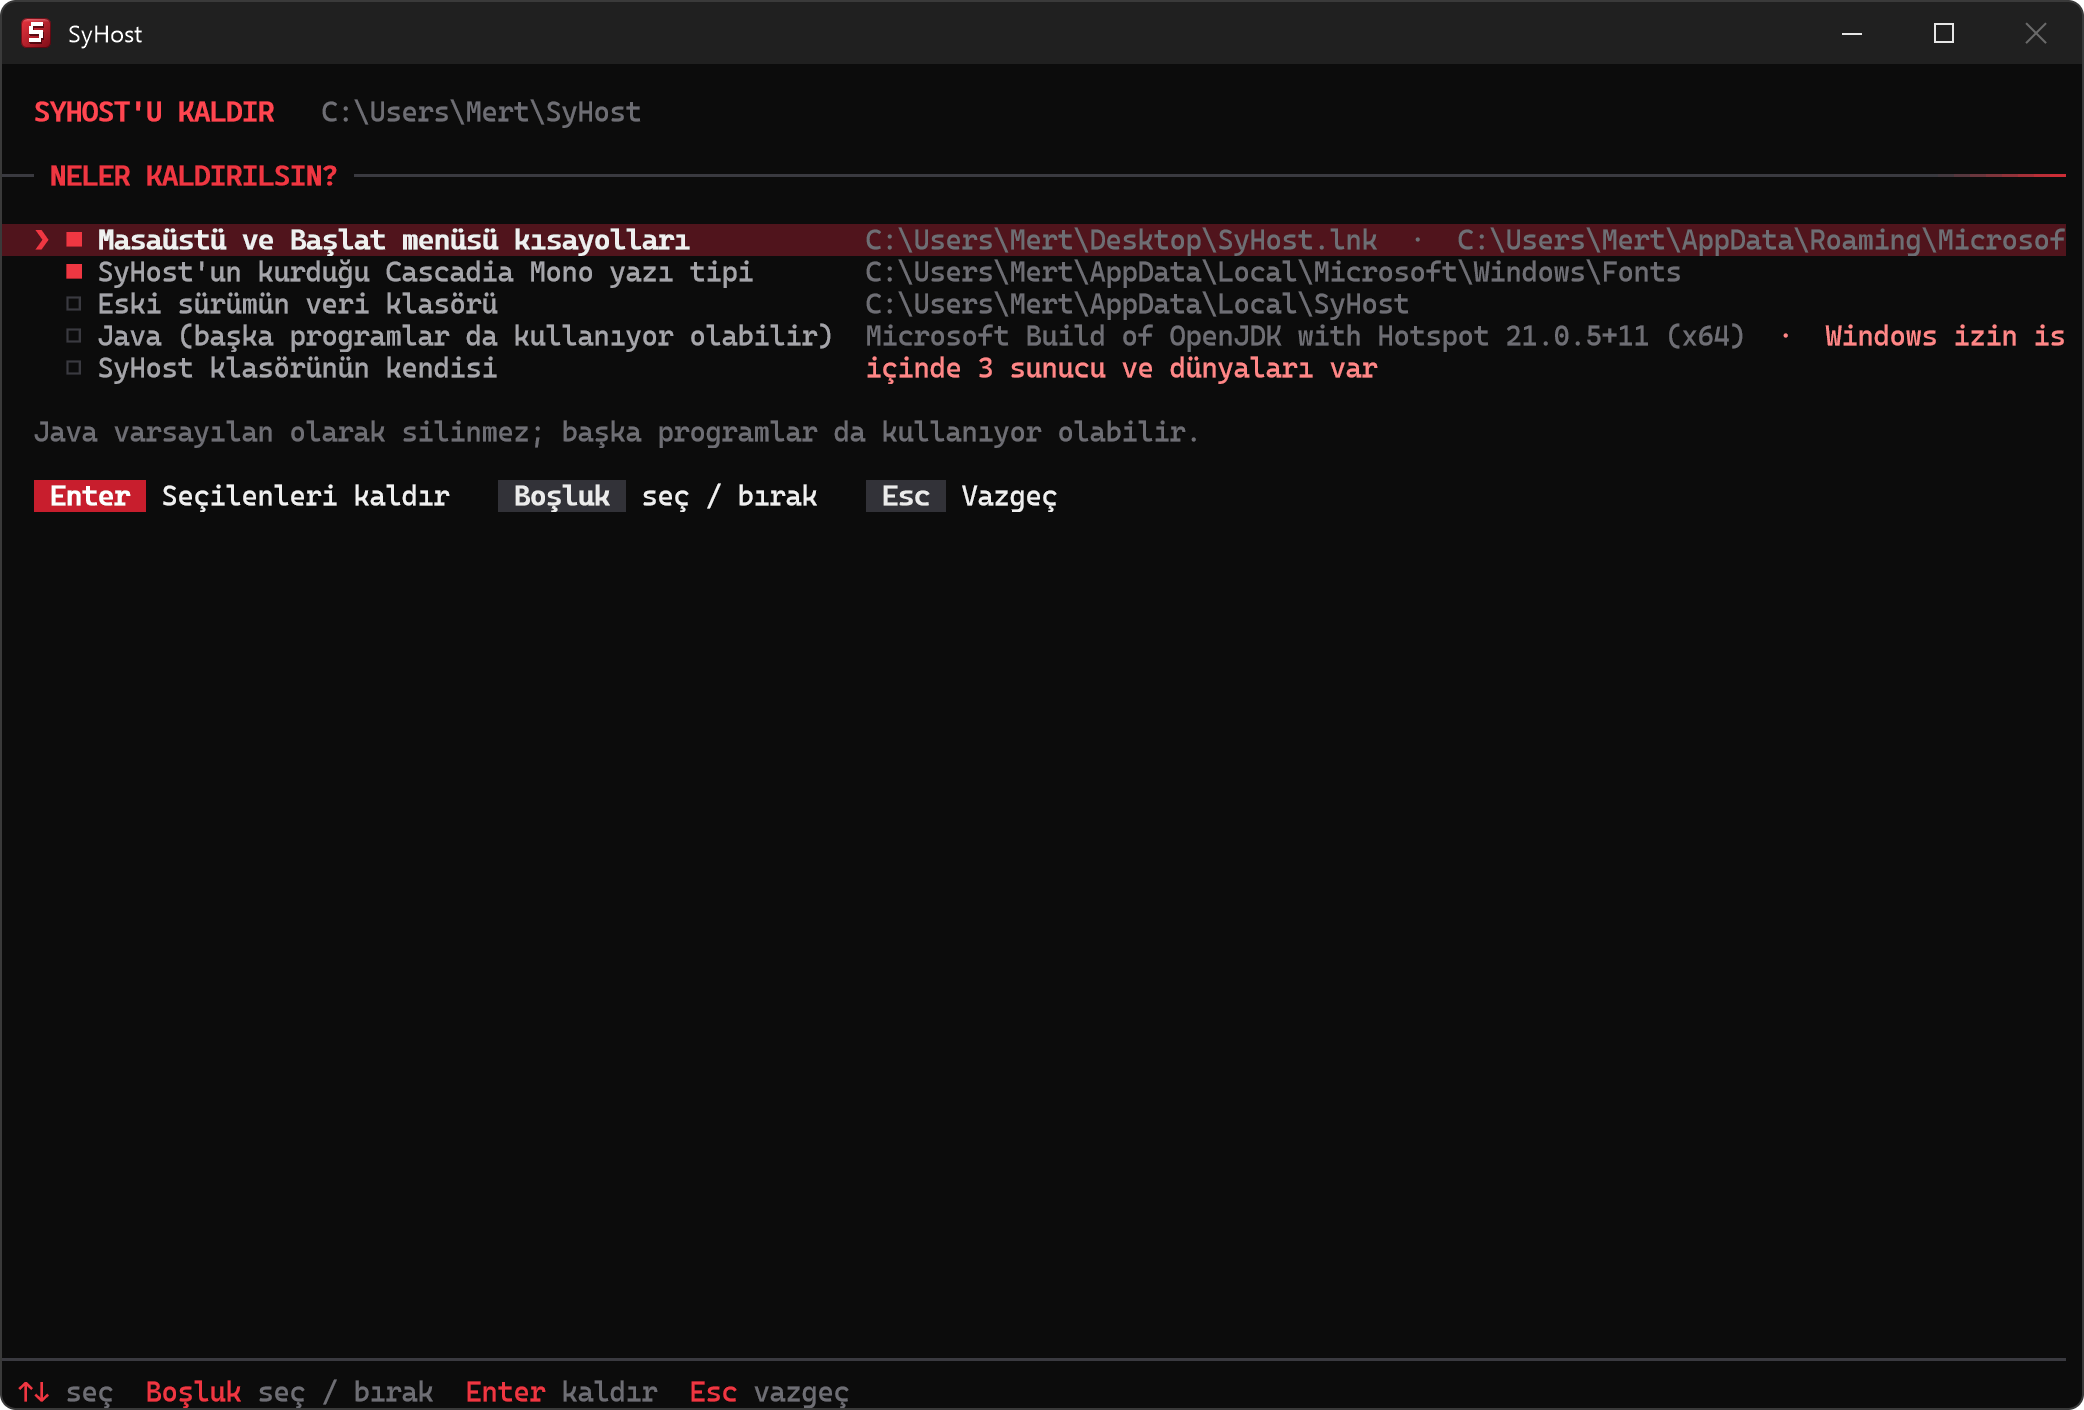 SyHost
SYHOST'U KALDIR C:\Users\Mert\SyHost
NELER KALDIRILSIN?
❯ ■ Masaüstü ve Başlat menüsü kısayolları C:\Users\Mert\Desktop\SyHost.lnk · C:\Users\Mert\AppData\Roaming\Microsof
■ SyHost'un kurduğu Cascadia Mono yazı tipi C:\Users\Mert\AppData\Local\Microsoft\Windows\Fonts
□ Eski sürümün veri klasörü C:\Users\Mert\AppData\Local\SyHost
□ Java (başka programlar da kullanıyor olabilir) Microsoft Build of OpenJDK with Hotspot 21.0.5+11 (x64) · Windows izin is
□ SyHost klasörünün kendisi içinde 3 sunucu ve dünyaları var
Java varsayılan olarak silinmez; başka programlar da kullanıyor olabilir.
Enter Seçilenleri kaldır Boşluk seç / bırak Esc Vazgeç
↑↓ seç Boşluk seç / bırak Enter kaldır Esc vazgeç